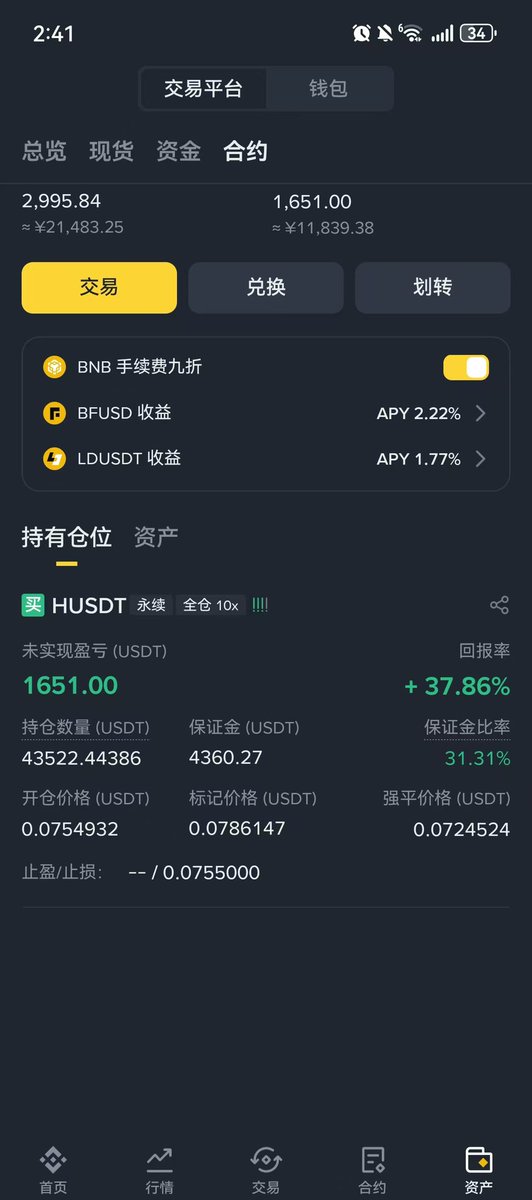 2:41
6
34
交易平台 钱包
总览 现货 资金 合约
2,995.84 1,651.00
≈ ¥21,483.25 ≈ ¥11,839.38
交易 兑换 划转
BNB 手续费九折
BFUSD 收益 APY 2.22%
LDUSDT 收益 APY 1.77%
持有仓位 资产
买 HUSDT 永续 全仓 10x !!!!
未实现盈亏 (USDT) 回报率
1651.00 + 37.86%
持仓数量 (USDT) 保证金 (USDT) 保证金比率
43522.44386 4360.27 31.31%
开仓价格 (USDT) 标记价格 (USDT) 强平价格 (USDT)
0.0754932 0.0786147 0.0724524
止盈/止损: -- / 0.0755000
首页 行情 交易 合约 资产